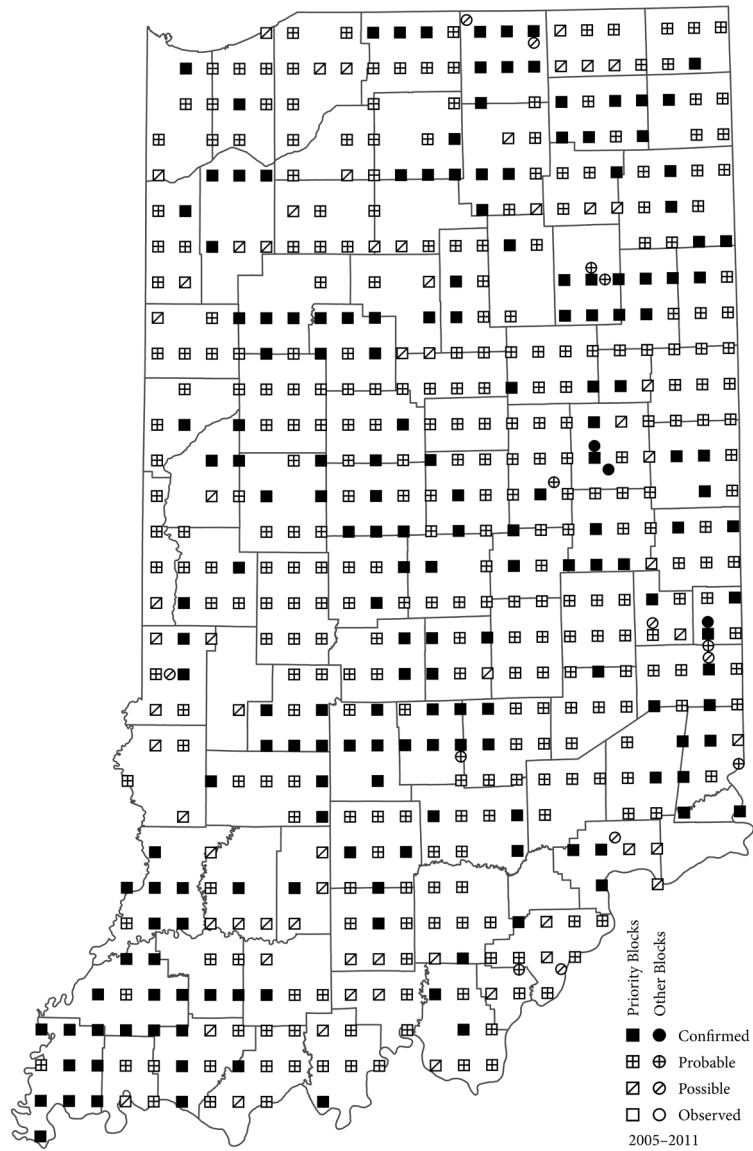 Priority Blocks
Other Blocks
Confirmed
Probable
Possible
Observed
2005–2011